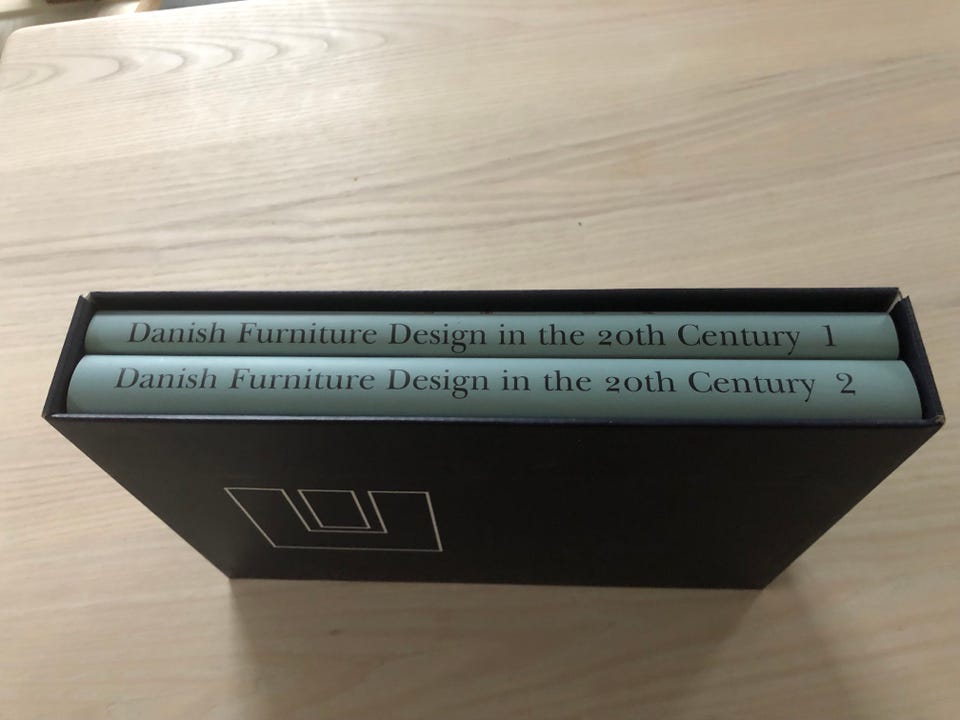 Danish Furniture Design in the 20th Century 1
Danish Furniture Design in the 20th Century 2